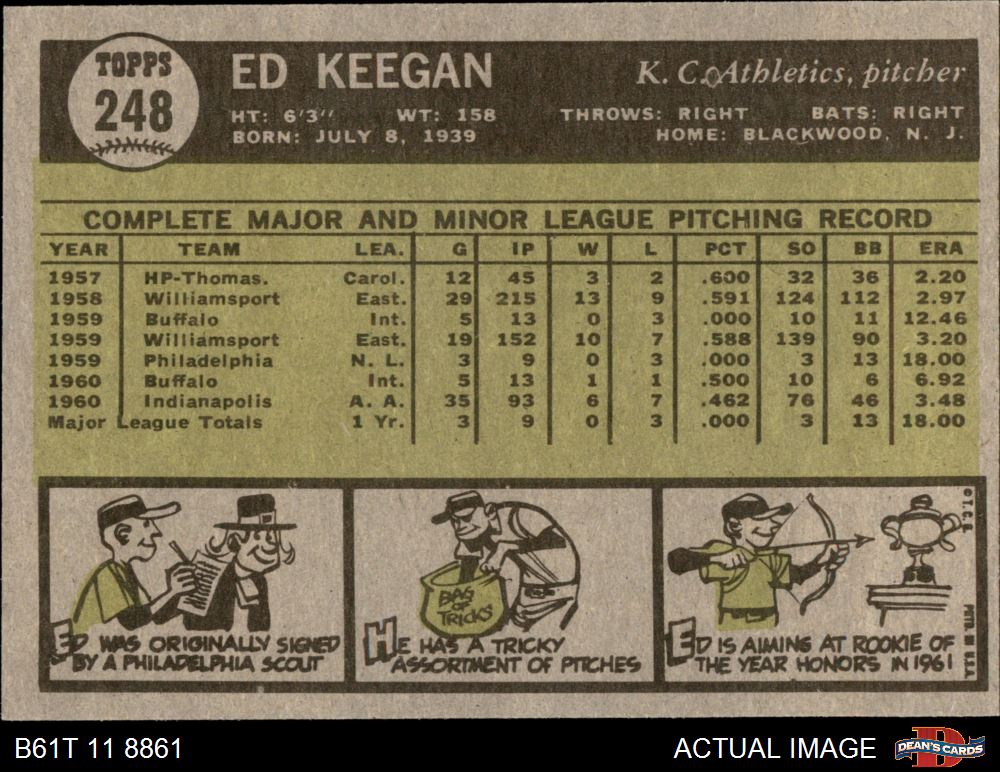 TOPPS
248
ED KEEGAN
K. C. Athletics, pitcher
HT: 6'3" WT: 158 THROWS: RIGHT BATS: RIGHT
BORN: JULY 8, 1939 HOME: BLACKWOOD, N. J.
COMPLETE MAJOR AND MINOR LEAGUE PITCHING RECORD
YEAR TEAM LEA. G IP W L PCT SO BB ERA
1957 HP-Thomas. Carol. 12 45 3 2 .600 32 36 2.20
1958 Williamsport East. 29 215 13 9 .591 124 112 2.97
1959 Buffalo Int. 5 13 0 3 .000 10 11 12.46
1959 Williamsport East. 19 152 10 7 .588 139 90 3.20
1959 Philadelphia N. L. 3 9 0 3 .000 3 13 18.00
1960 Buffalo Int. 5 13 1 1 .500 10 6 6.92
1960 Indianapolis A. A. 35 93 6 7 .462 76 46 3.48
Major League Totals 1 Yr. 3 9 0 3 .000 3 13 18.00
ED WAS ORIGINALLY SIGNED
BY A PHILADELPHIA SCOUT
BAG
OF
TRICKS
HE HAS A TRICKY
ASSORTMENT OF PITCHES
ED IS AIMING AT ROOKIE OF
THE YEAR HONORS IN 1961
© T.C.G.
PRTD IN U.S.A.
B61T 11 8861
ACTUAL IMAGE
D
DEAN'S CARDS